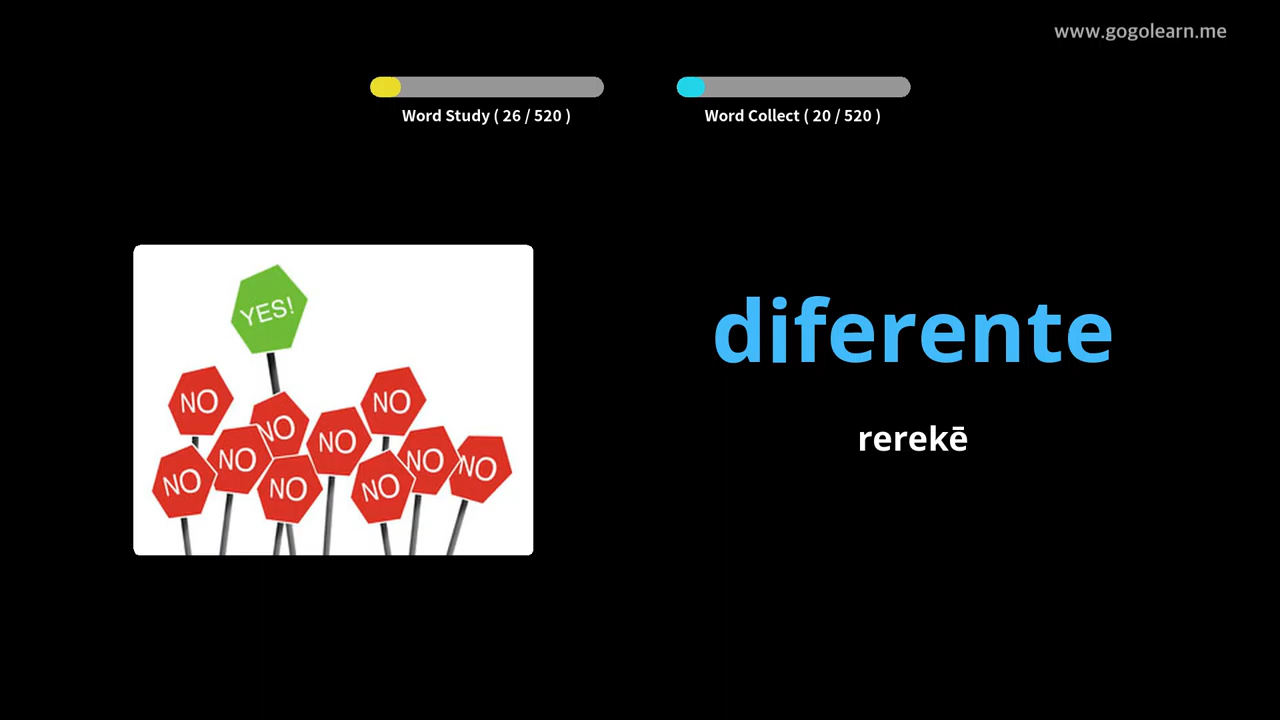 www.gogolearn.me
Word Study ( 26 / 520 )
Word Collect ( 20 / 520 )
YES!
NO
NO
NO
NO
NO
NO
NO
NO
NO
NO
diferente
rerekē